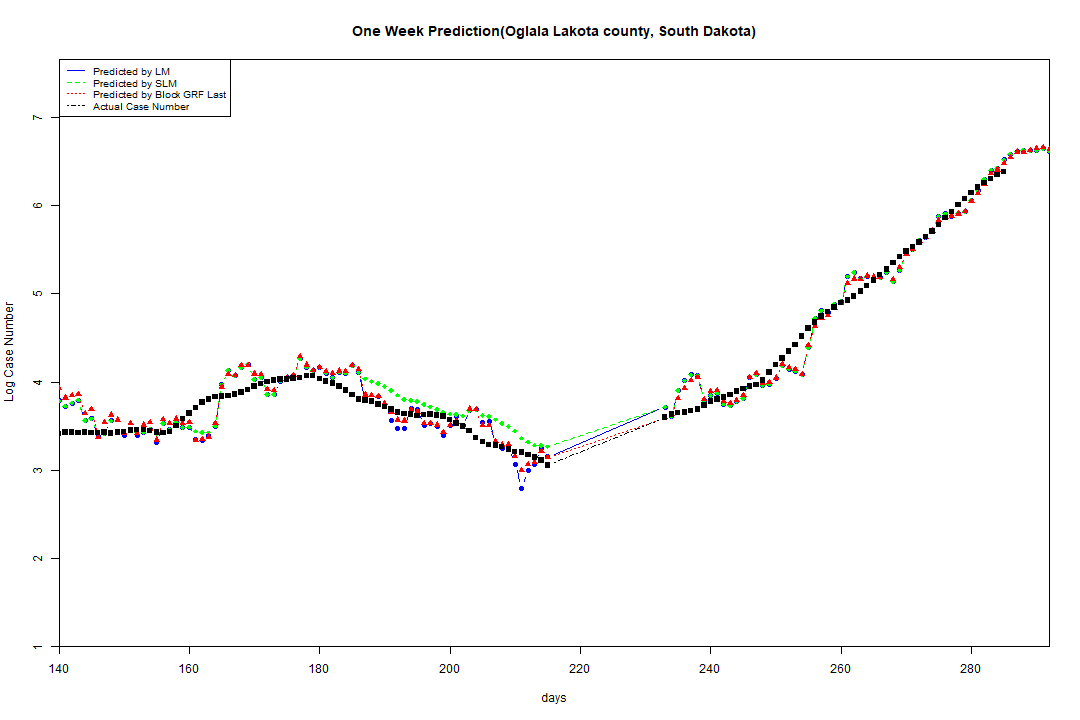 One Week Prediction(Oglala Lakota county, South Dakota)
Predicted by LM
Predicted by SLM
Predicted by Block GRF Last
Actual Case Number
Log Case Number
7
6
5
4
3
2
1
140 160 180 200 220 240 260 280
days